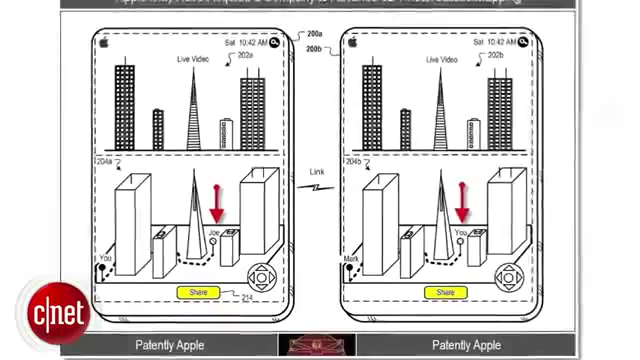 200a
200b
Sat 10:42 AM
Live Video
202a
Sat 10:42 AM
Live Video
202b
204a
Link
204b
Joe
You
You
Mark
Share
214
Share
c|net
Patently Apple
Patently Apple